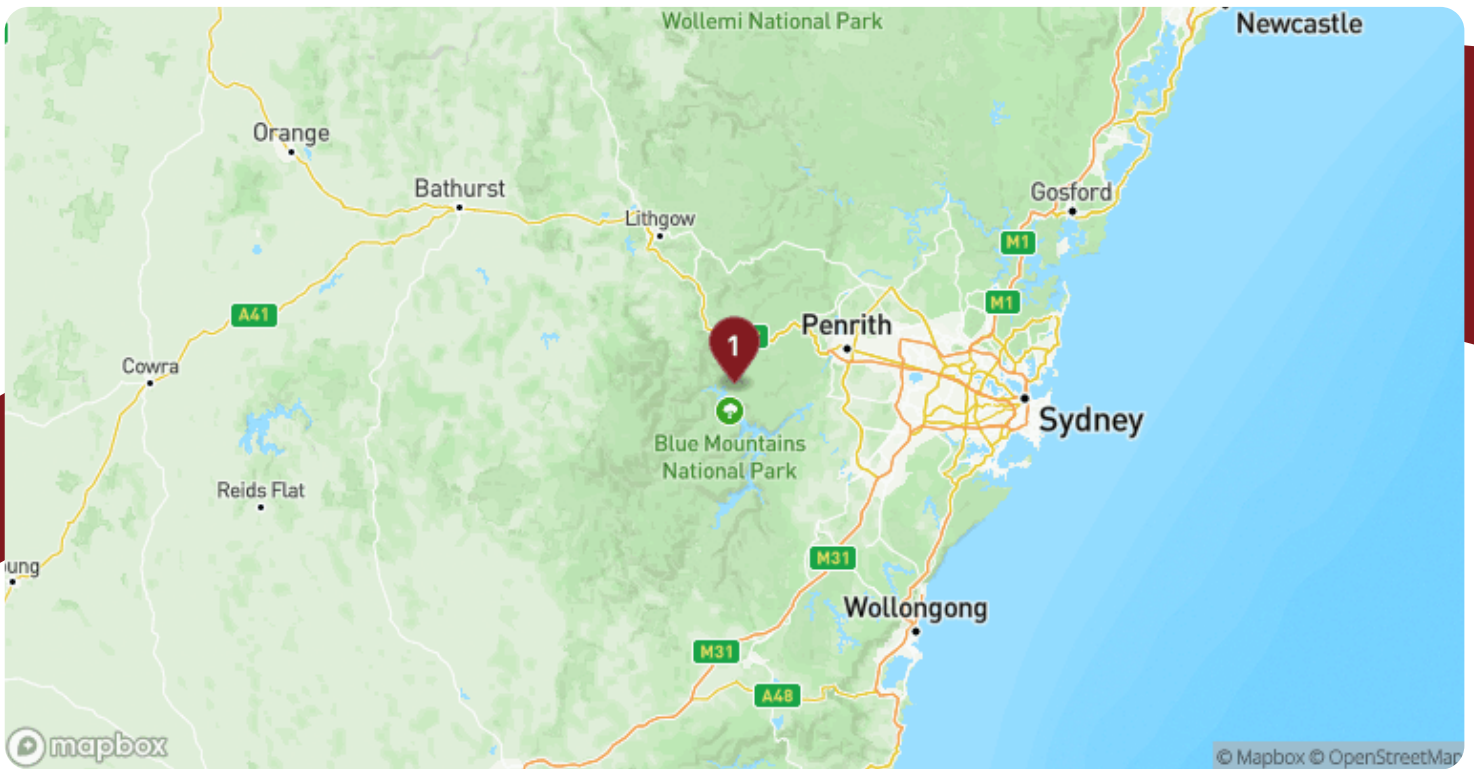 Wollemi National Park
Newcastle
Orange
Bathurst
Lithgow
Gosford
M1
M1
A41
Penrith
1
Cowra
Sydney
Blue Mountains
National Park
Reids Flat
M31
ung
Wollongong
M31
A48
mapbox
© Mapbox © OpenStreetMap